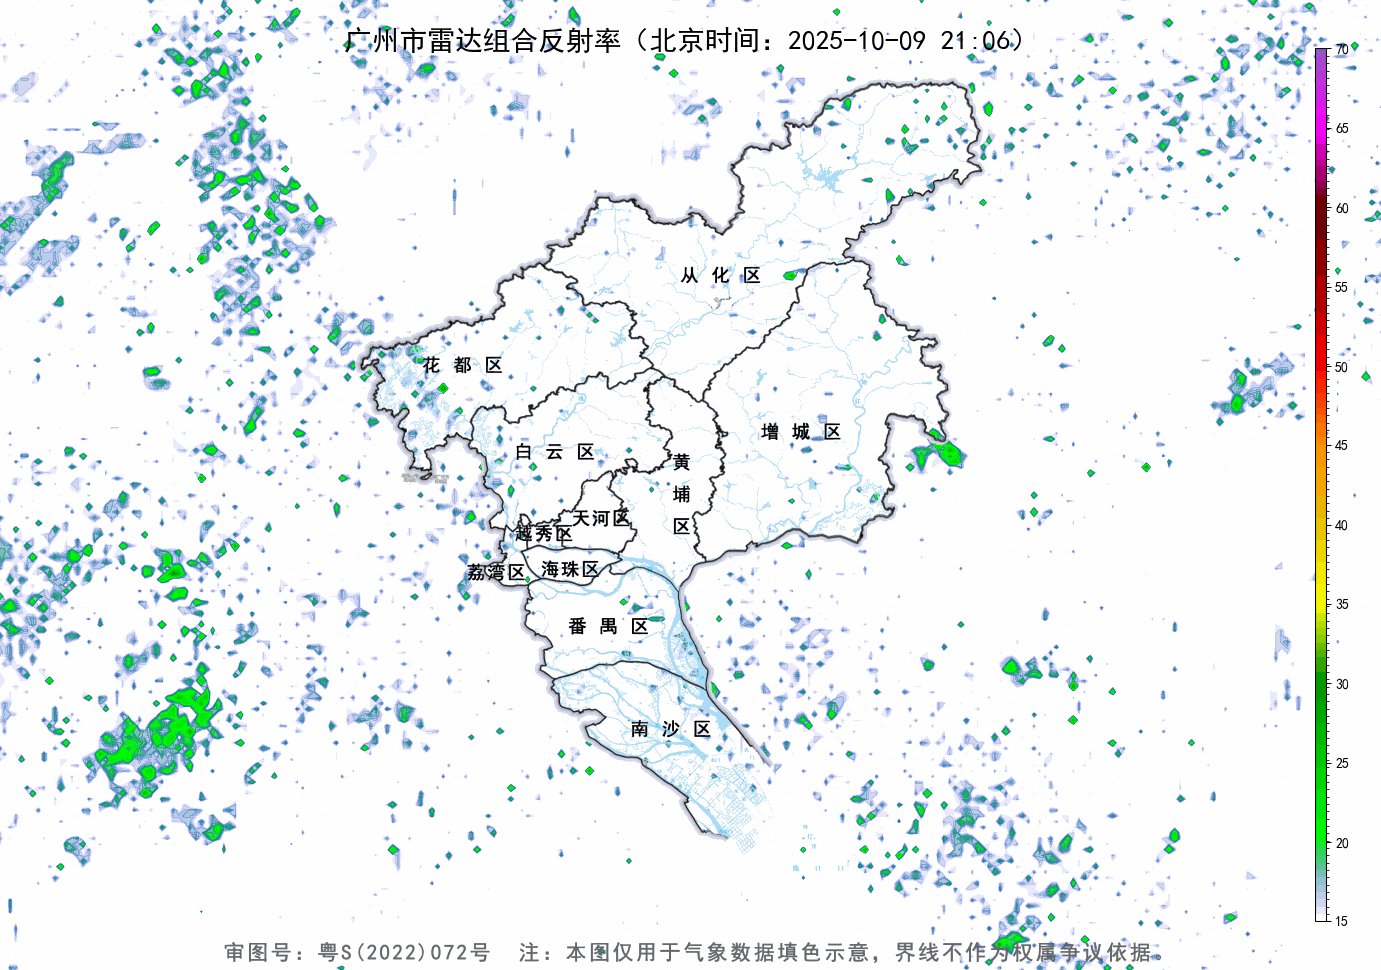 广州市雷达组合反射率（北京时间：2025-10-09 21:06）
70
65
60
55
50
45
40
35
30
25
20
15
从化区
花都区
增城区
白云区
黄埔区
天河区
越秀区
荔湾区
海珠区
番禺区
南沙区
审图号：粤S(2022)072号　注：本图仅用于气象数据填色示意，界线不作为权属争议依据。